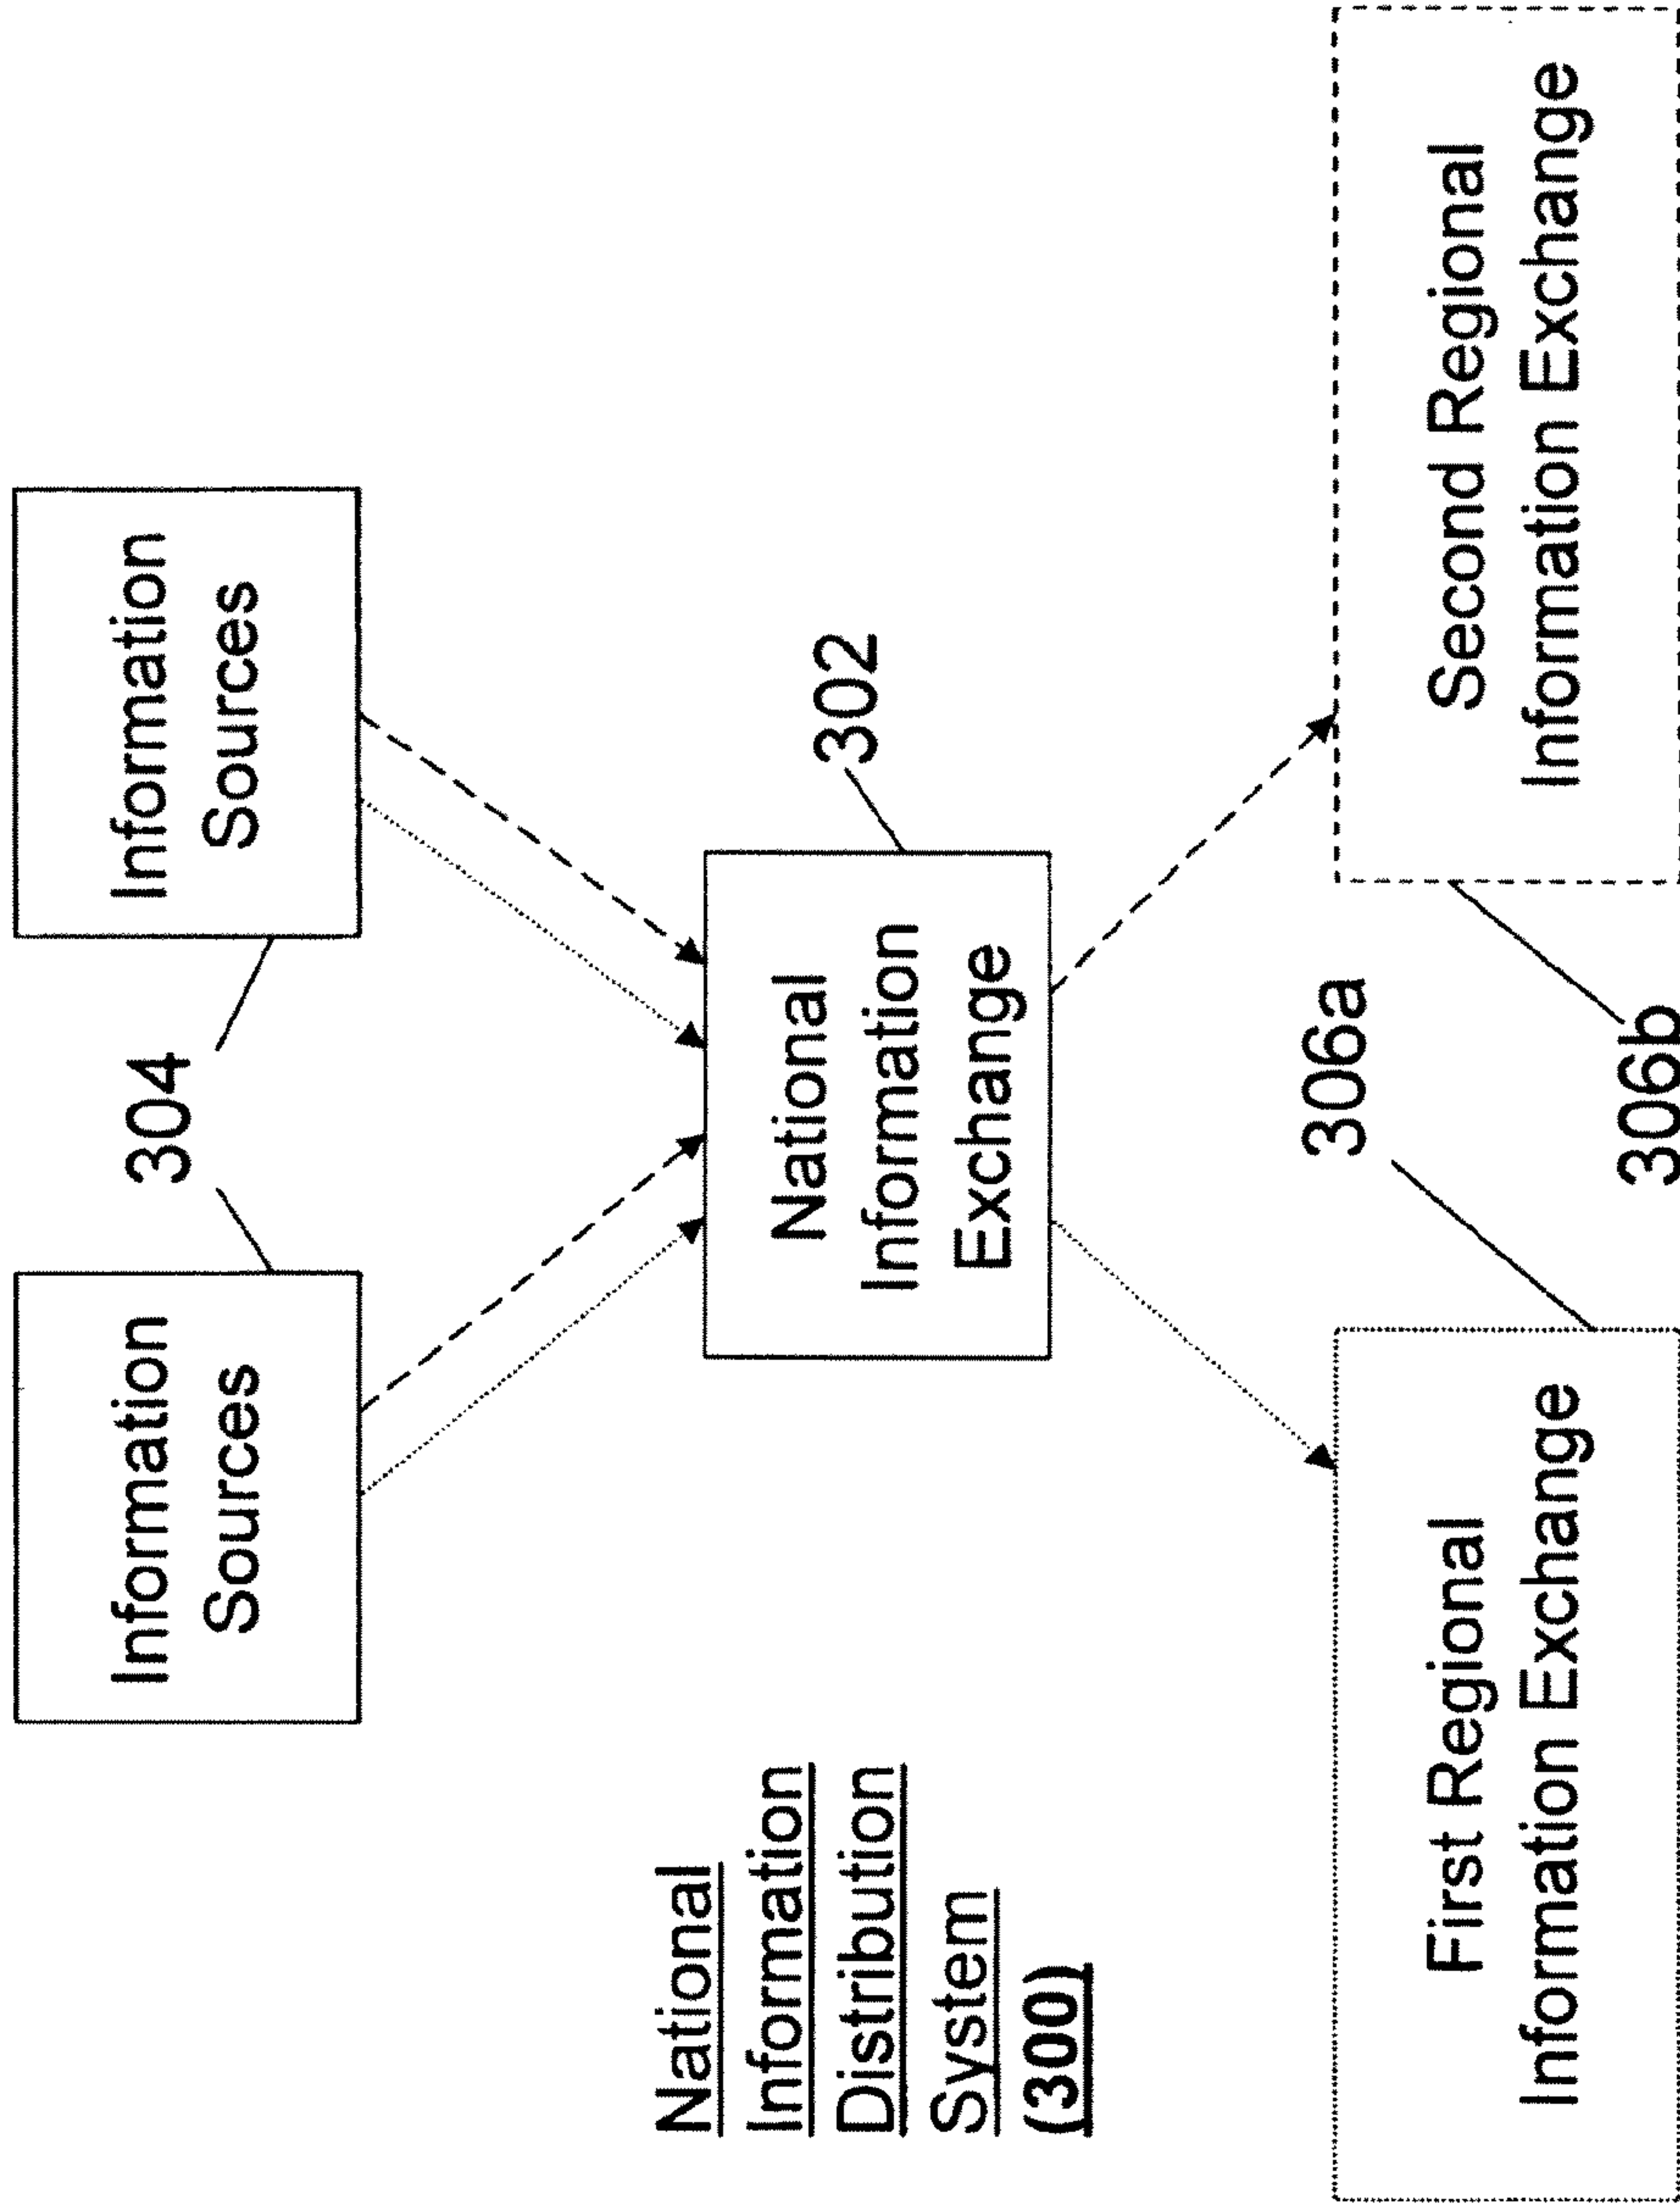 Information
Sources
304
Information
Sources
National
Information
Distribution
System
(300)
National
Information
Exchange
302
First Regional
Information Exchange
306a
306b
Second Regional
Information Exchange